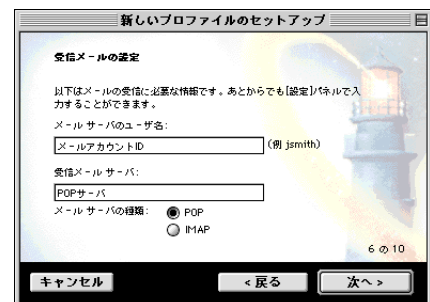 新しいプロファイルのセットアップ
受信メールの設定
以下はメールの受信に必要な情報です。あとからでも[設定]パネルで入
力することができます。
メール サーバのユーザ名:
メールアカウントID (例 jsmith)
受信メール サーバ:
POPサーバ
メール サーバの種類: POP
IMAP
6 の 10
キャンセル <戻る 次へ>